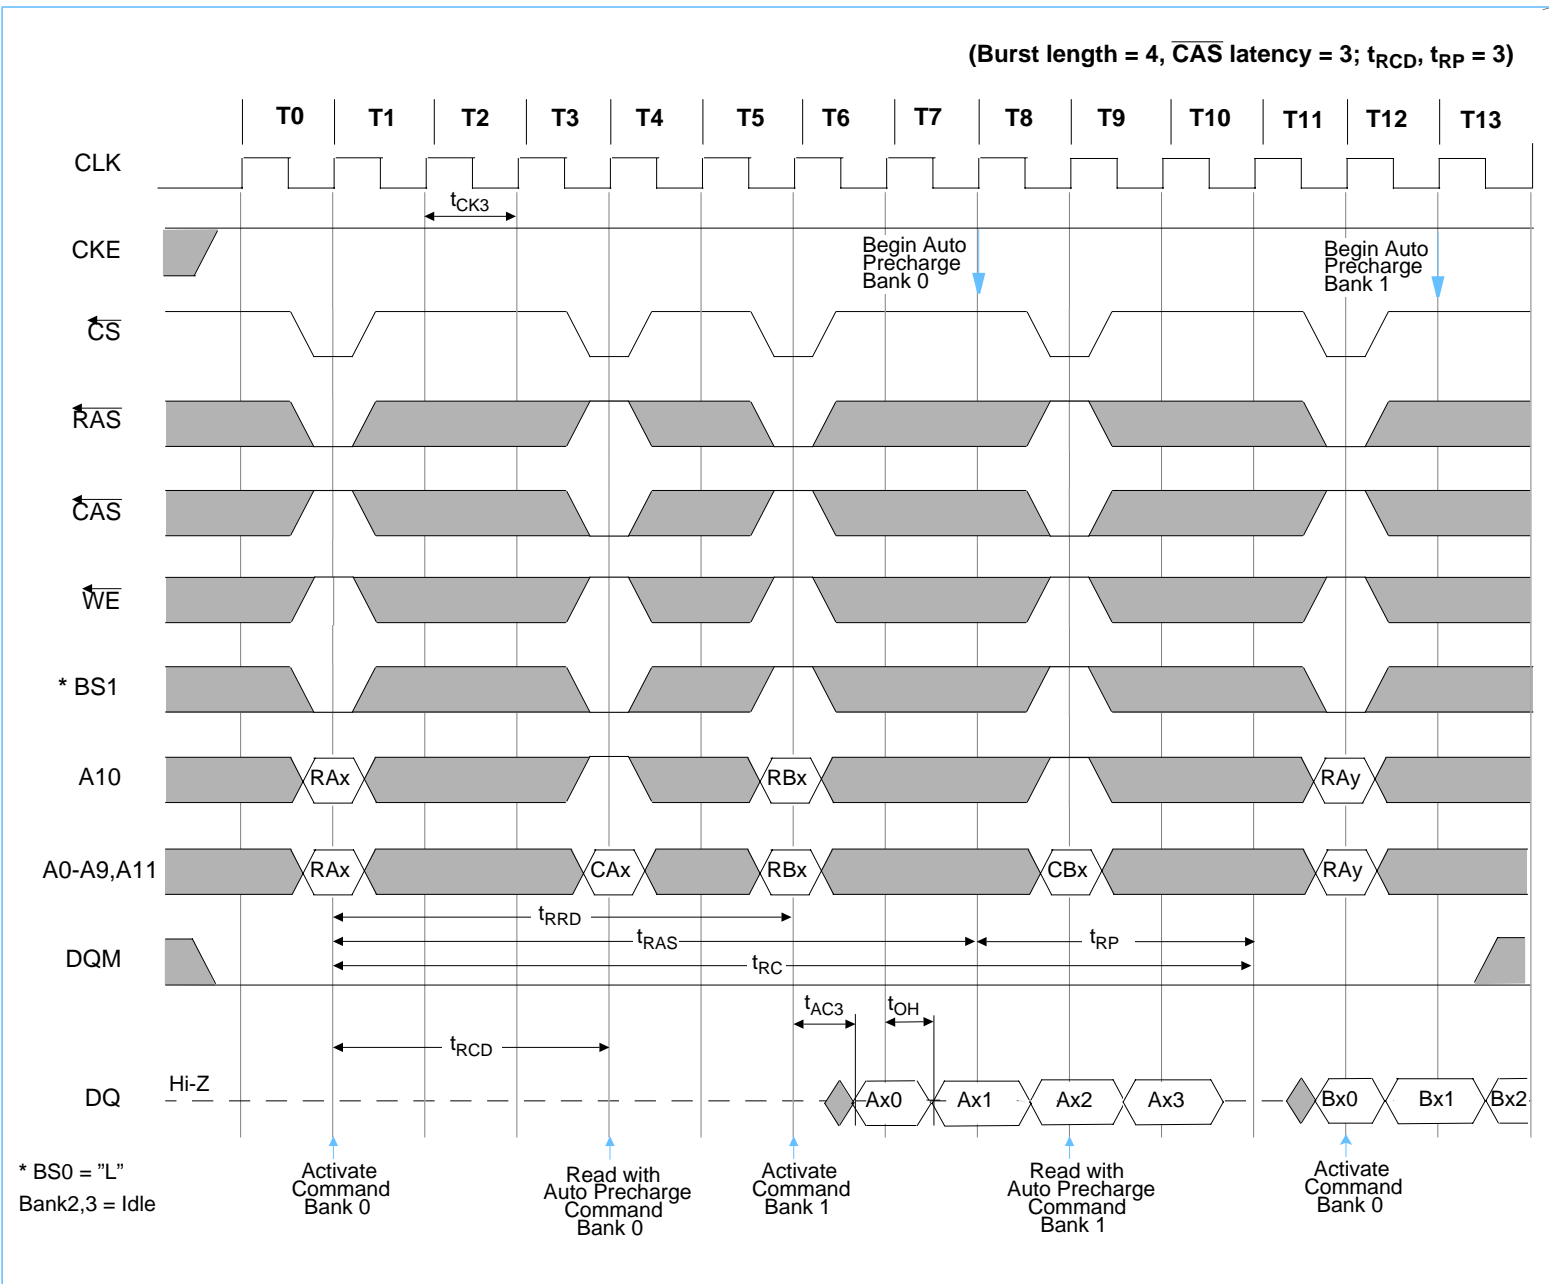 (Burst length = 4, CAS latency = 3; tRCD, tRP = 3)
T0 T1 T2 T3 T4 T5 T6 T7 T8 T9 T10 T11 T12 T13
CLK
tCK3
CKE
Begin Auto
Precharge
Bank 0
Begin Auto
Precharge
Bank 1
CS
RAS
CAS
WE
* BS1
A10
RAx RBx RAy
A0-A9,A11
RAx CAx RBx CBx RAy
tRRD
tRAS tRP
DQM
tRC
tAC3 tOH
tRCD
Hi-Z
DQ
Ax0 Ax1 Ax2 Ax3 Bx0 Bx1 Bx2
* BS0 = ”L”
Bank2,3 = Idle
Activate
Command
Bank 0
Read with
Auto Precharge
Command
Bank 0
Activate
Command
Bank 1
Read with
Auto Precharge
Command
Bank 1
Activate
Command
Bank 0